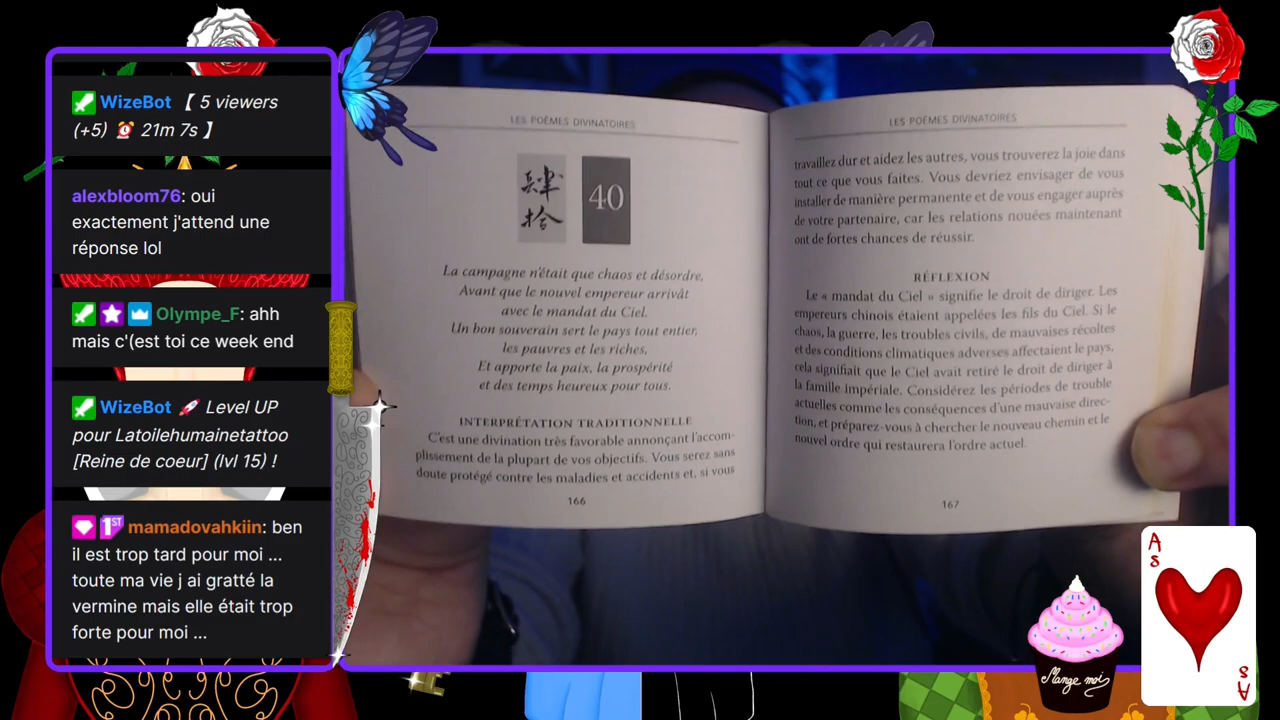 WizeBot 【 5 viewers
(+5) ⏰ 21m 7s 】
alexbloom76: oui
exactement j'attend une
réponse lol
Olympe_F: ahh
mais c'(est toi ce week end
WizeBot 🚀 Level UP
pour Latoilehumainetattoo
[Reine de coeur] (lvl 15) !
1ST mamadovahkiin: ben
il est trop tard pour moi ...
toute ma vie j ai gratté la
vermine mais elle était trop
forte pour moi ...
LES POÈMES DIVINATOIRES
肆
拾
40
La campagne n'était que chaos et désordre,
Avant que le nouvel empereur arrivât
avec le mandat du Ciel.
Un bon souverain sert le pays tout entier,
les pauvres et les riches,
Et apporte la paix, la prospérité
et des temps heureux pour tous.
INTERPRÉTATION TRADITIONNELLE
C'est une divination très favorable annonçant l'accom-
plissement de la plupart de vos objectifs. Vous serez sans
doute protégé contre les maladies et accidents et, si vous
166
LES POÈMES DIVINATOIRES
travaillez dur et aidez les autres, vous trouverez la joie dans
tout ce que vous faites. Vous devriez envisager de vous
installer de manière permanente et de vous engager auprès
de votre partenaire, car les relations nouées maintenant
ont de fortes chances de réussir.
RÉFLEXION
Le « mandat du Ciel » signifie le droit de diriger. Les
empereurs chinois étaient appelées les fils du Ciel. Si le
chaos, la guerre, les troubles civils, de mauvaises récoltes
et des conditions climatiques adverses affectaient le pays,
cela signifiait que le Ciel avait retiré le droit de diriger à
la famille impériale. Considérez les périodes de trouble
actuelles comme les conséquences d'une mauvaise direc-
tion, et préparez-vous à chercher le nouveau chemin et le
nouvel ordre qui restaurera l'ordre actuel.
167
As
Mange moi
As